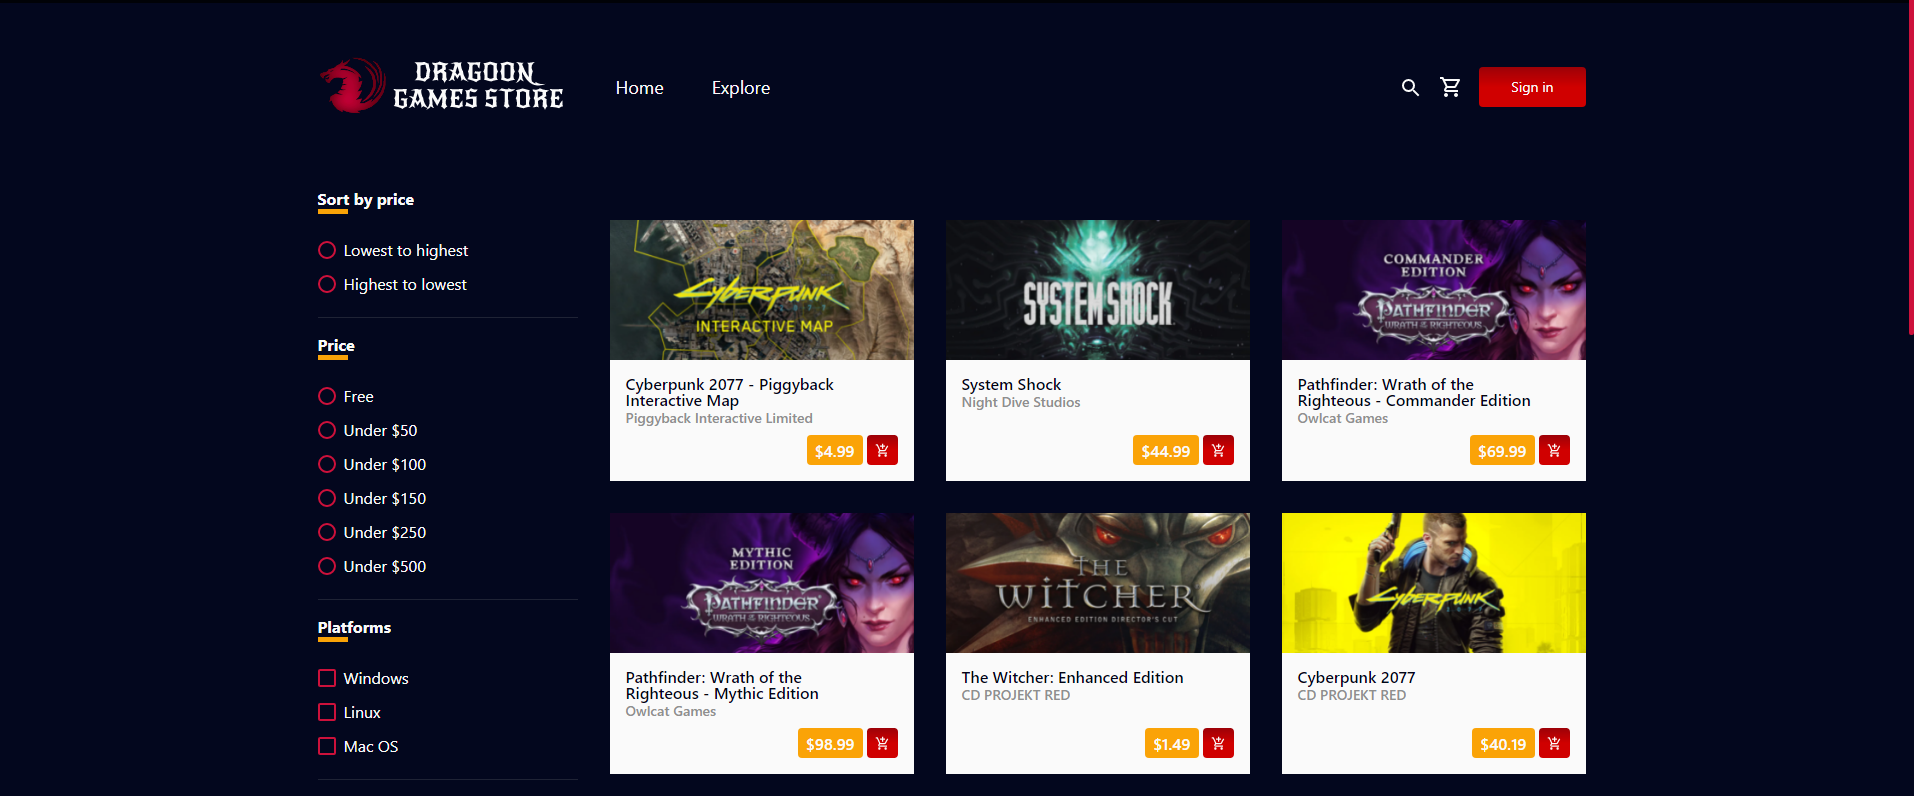 DRAGOON
GAMES STORE
Home
Explore
Sign in
Sort by price
Lowest to highest
Highest to lowest
Price
Free
Under $50
Under $100
Under $150
Under $250
Under $500
Platforms
Windows
Linux
Mac OS
Cyberpunk
INTERACTIVE MAP
Cyberpunk 2077 - Piggyback
Interactive Map
Piggyback Interactive Limited
$4.99
SYSTEM SHOCK
System Shock
Night Dive Studios
$44.99
COMMANDER
EDITION
PATHFINDER
WRATH OF THE RIGHTEOUS
Pathfinder: Wrath of the
Righteous - Commander Edition
Owlcat Games
$69.99
MYTHIC
EDITION
PATHFINDER
WRATH OF THE RIGHTEOUS
Pathfinder: Wrath of the
Righteous - Mythic Edition
Owlcat Games
$98.99
THE
WITCHER
ENHANCED EDITION DIRECTOR'S CUT
The Witcher: Enhanced Edition
CD PROJEKT RED
$1.49
Cyberpunk
Cyberpunk 2077
CD PROJEKT RED
$40.19